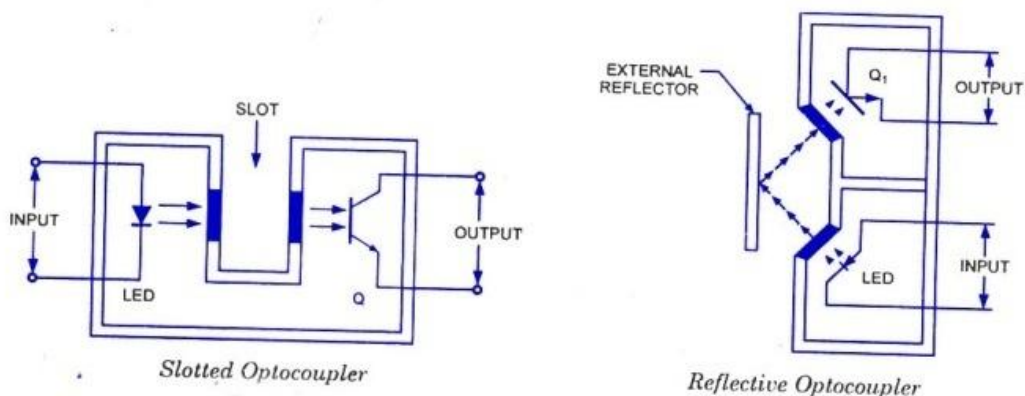 SLOT
INPUT
LED
Q
OUTPUT
Slotted Optocoupler
EXTERNAL
REFLECTOR
Q1
OUTPUT
INPUT
LED
Reflective Optocoupler